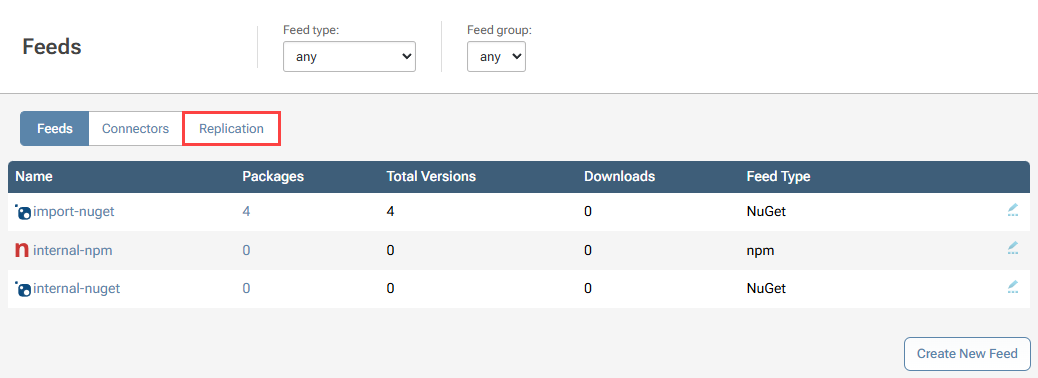 Feeds
Feed type:
any
Feed group:
any
Feeds Connectors Replication
Name Packages Total Versions Downloads Feed Type
import-nuget 4 4 0 NuGet
internal-npm 0 0 0 npm
internal-nuget 0 0 0 NuGet
Create New Feed